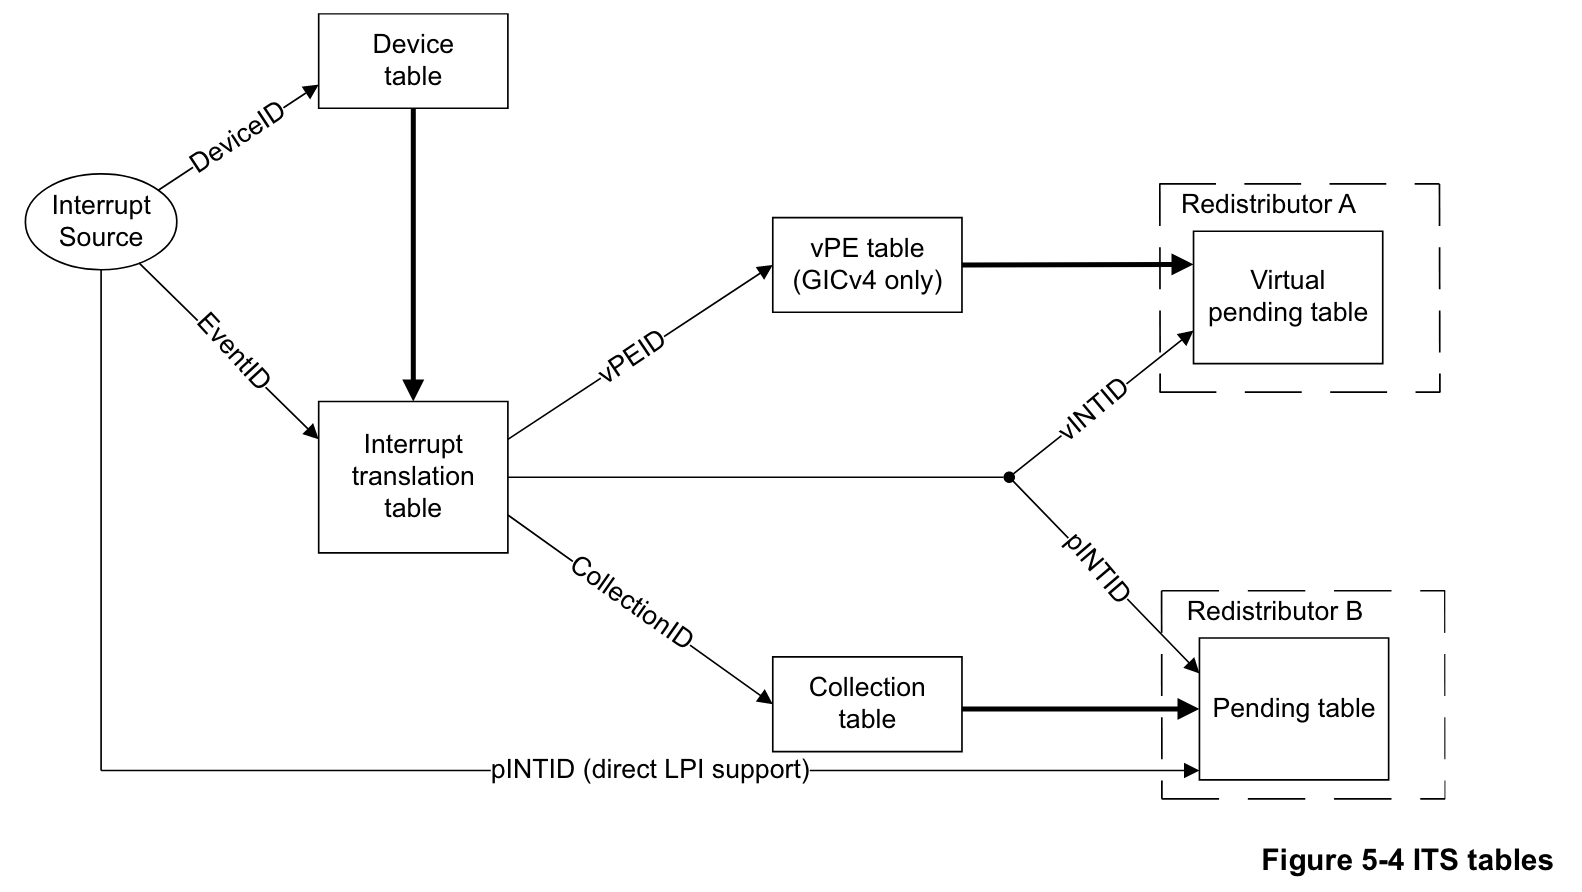 Device
table
DeviceID
Interrupt
Source
EventID
Interrupt
translation
table
vPEID
vPE table
(GICv4 only)
Redistributor A
Virtual
pending table
vINTID
pINTID
CollectionID
Collection
table
Redistributor B
Pending table
pINTID (direct LPI support)
Figure 5-4 ITS tables